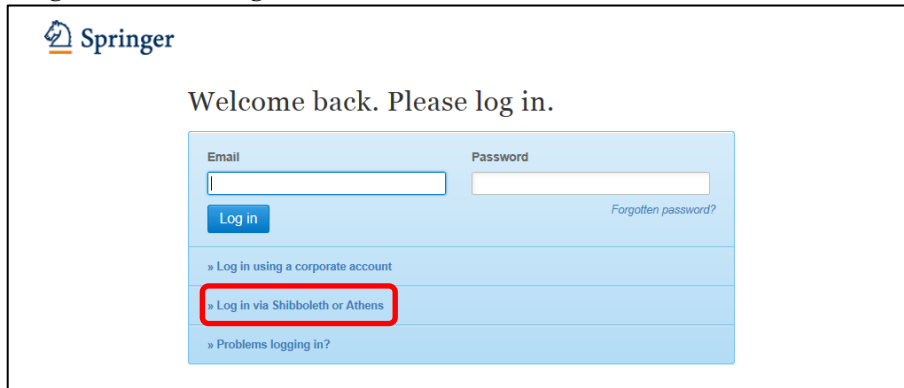 Springer
Welcome back. Please log in.
Email
Password
Log in
Forgotten password?
» Log in using a corporate account
» Log in via Shibboleth or Athens
» Problems logging in?